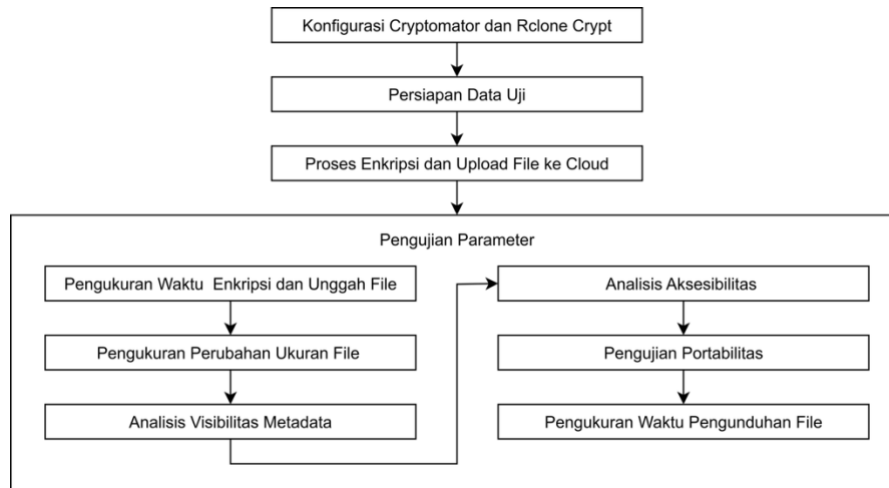 Konfigurasi Cryptomator dan Rclone Crypt
Persiapan Data Uji
Proses Enkripsi dan Upload File ke Cloud
Pengujian Parameter
Pengukuran Waktu Enkripsi dan Unggah File
Pengukuran Perubahan Ukuran File
Analisis Visibilitas Metadata
Analisis Aksesibilitas
Pengujian Portabilitas
Pengukuran Waktu Pengunduhan File